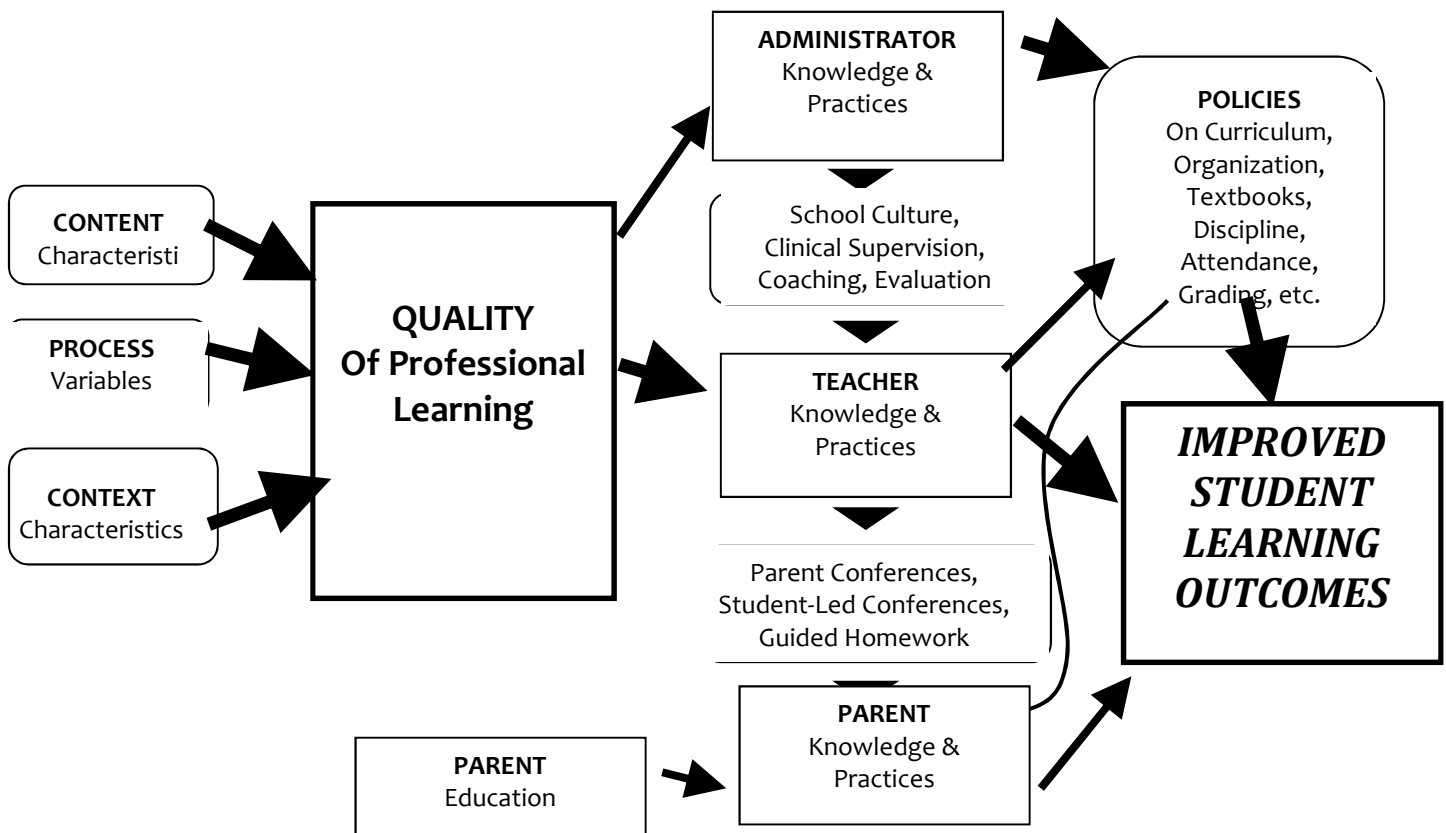 CONTENT
Characteristi
PROCESS
Variables
CONTEXT
Characteristics
QUALITY
Of Professional
Learning
ADMINISTRATOR
Knowledge &
Practices
School Culture,
Clinical Supervision,
Coaching, Evaluation
TEACHER
Knowledge &
Practices
Parent Conferences,
Student-Led Conferences,
Guided Homework
PARENT
Education
PARENT
Knowledge &
Practices
POLICIES
On Curriculum,
Organization,
Textbooks,
Discipline,
Attendance,
Grading, etc.
IMPROVED
STUDENT
LEARNING
OUTCOMES